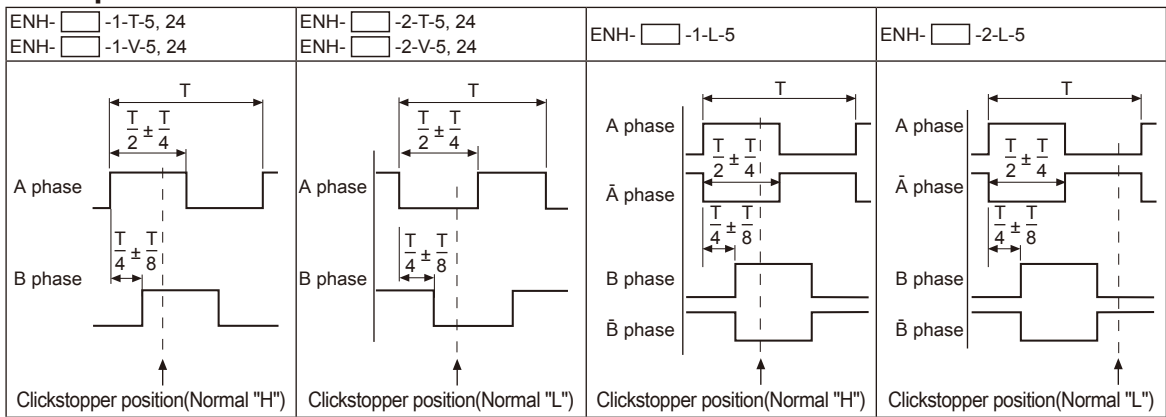 ENH- -1-T-5, 24
ENH- -1-V-5, 24
T
T/2 ± T/4
A phase
T/4 ± T/8
B phase
Clickstopper position(Normal "H")
ENH- -2-T-5, 24
ENH- -2-V-5, 24
T
T/2 ± T/4
A phase
T/4 ± T/8
B phase
Clickstopper position(Normal "L")
ENH- -1-L-5
T
A phase
T/2 ± T/4
Ā phase
T/4 ± T/8
B phase
B̄ phase
Clickstopper position(Normal "H")
ENH- -2-L-5
T
A phase
T/2 ± T/4
Ā phase
T/4 ± T/8
B phase
B̄ phase
Clickstopper position(Normal "L")